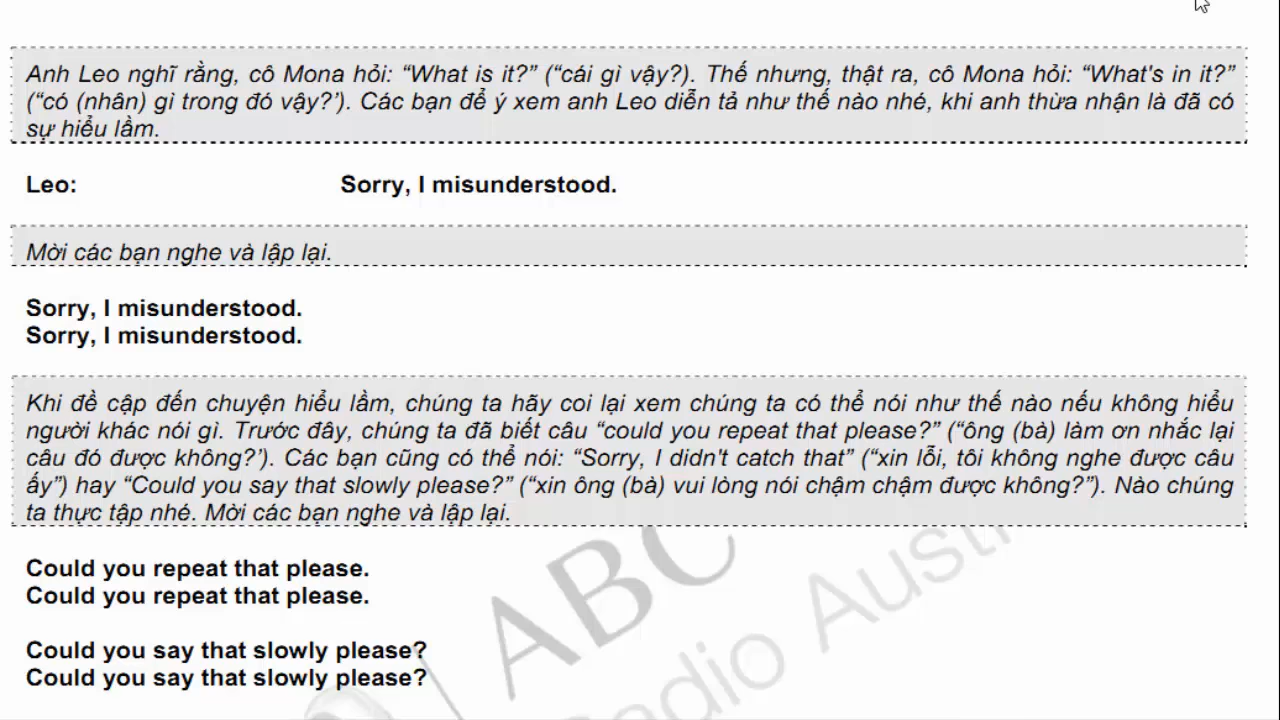 Anh Leo nghĩ rằng, cô Mona hỏi: “What is it?” (“cái gì vậy?). Thế nhưng, thật ra, cô Mona hỏi: “What's in it?”
(“có (nhân) gì trong đó vậy?’). Các bạn để ý xem anh Leo diễn tả như thế nào nhé, khi anh thừa nhận là đã có
sự hiểu lầm.
Leo: Sorry, I misunderstood.
Mời các bạn nghe và lập lại.
Sorry, I misunderstood.
Sorry, I misunderstood.
Khi đề cập đến chuyện hiểu lầm, chúng ta hãy coi lại xem chúng ta có thể nói như thế nào nếu không hiểu
người khác nói gì. Trước đây, chúng ta đã biết câu “could you repeat that please?” (“ông (bà) làm ơn nhắc lại
câu đó được không?’). Các bạn cũng có thể nói: “Sorry, I didn't catch that” (“xin lỗi, tôi không nghe được câu
ấy”) hay “Could you say that slowly please?” (“xin ông (bà) vui lòng nói chậm chậm được không?”). Nào chúng
ta thực tập nhé. Mời các bạn nghe và lập lại.
Could you repeat that please.
Could you repeat that please.
Could you say that slowly please?
Could you say that slowly please?
ABC